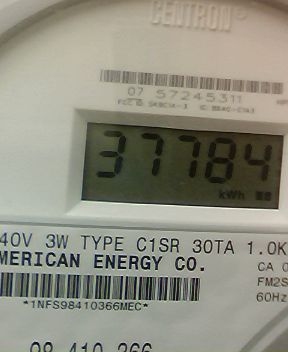 CENTRON®
07 57245311
37784
kWh
40V 3W TYPE C1SR 30TA 1.0K
MERICAN ENERGY CO.
CA 0
FM2S
60Hz
*1NFS98410366MEC*
98 410 366